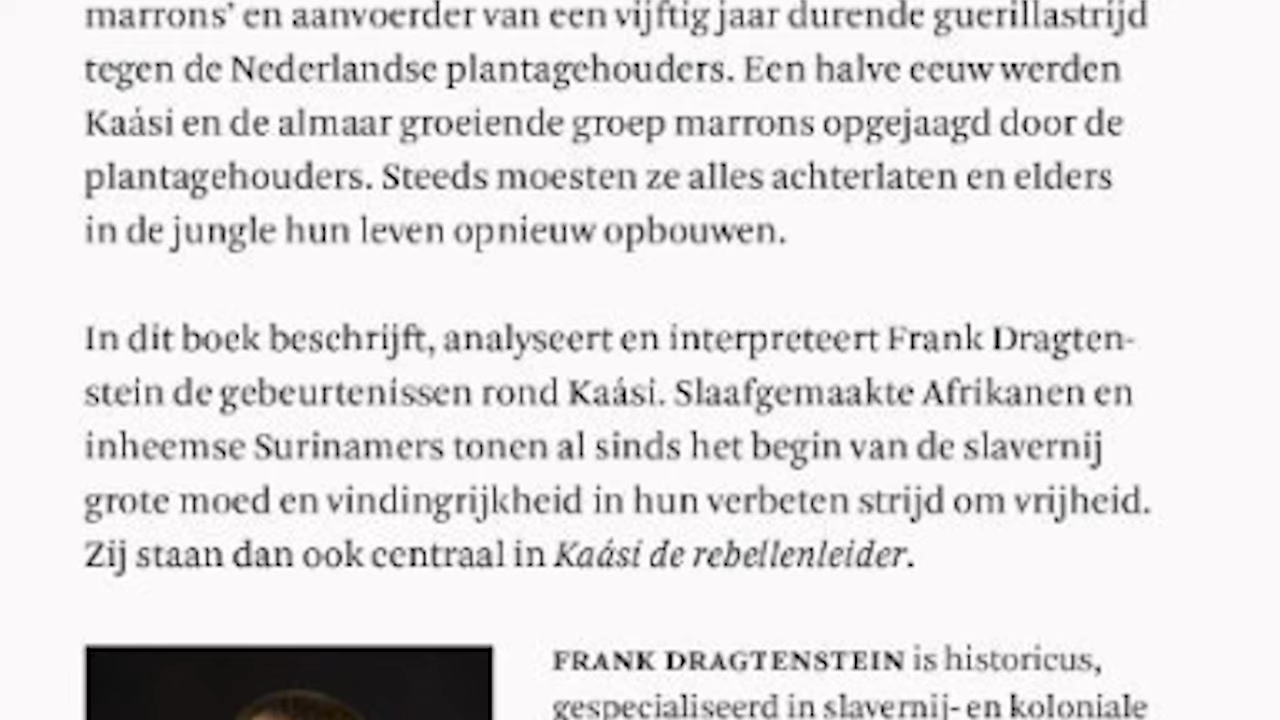 marrons’ en aanvoerder van een vijftig jaar durende guerillastrijd
tegen de Nederlandse plantagehouders. Een halve eeuw werden
Kaási en de almaar groeiende groep marrons opgejaagd door de
plantagehouders. Steeds moesten ze alles achterlaten en elders
in de jungle hun leven opnieuw opbouwen.
In dit boek beschrijft, analyseert en interpreteert Frank Dragten-
stein de gebeurtenissen rond Kaási. Slaafgemaakte Afrikanen en
inheemse Surinamers tonen al sinds het begin van de slavernij
grote moed en vindingrijkheid in hun verbeten strijd om vrijheid.
Zij staan dan ook centraal in Kaási de rebellenleider.
FRANK DRAGTENSTEIN is historicus,
gespecialiseerd in slavernij- en koloniale